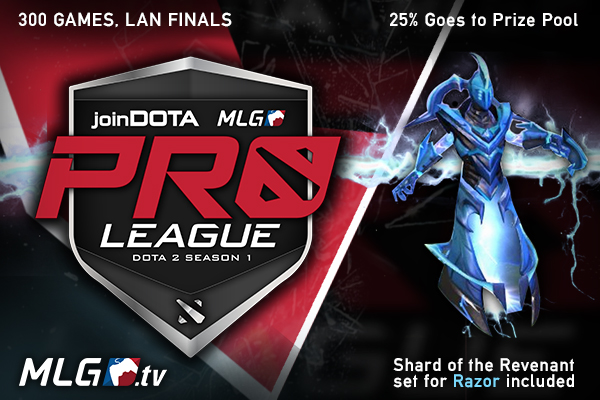 300 GAMES, LAN FINALS
25% Goes to Prize Pool
joinDOTA MLG
PRO
LEAGUE
DOTA 2 SEASON 1
MLG.tv
Shard of the Revenant
set for Razor included